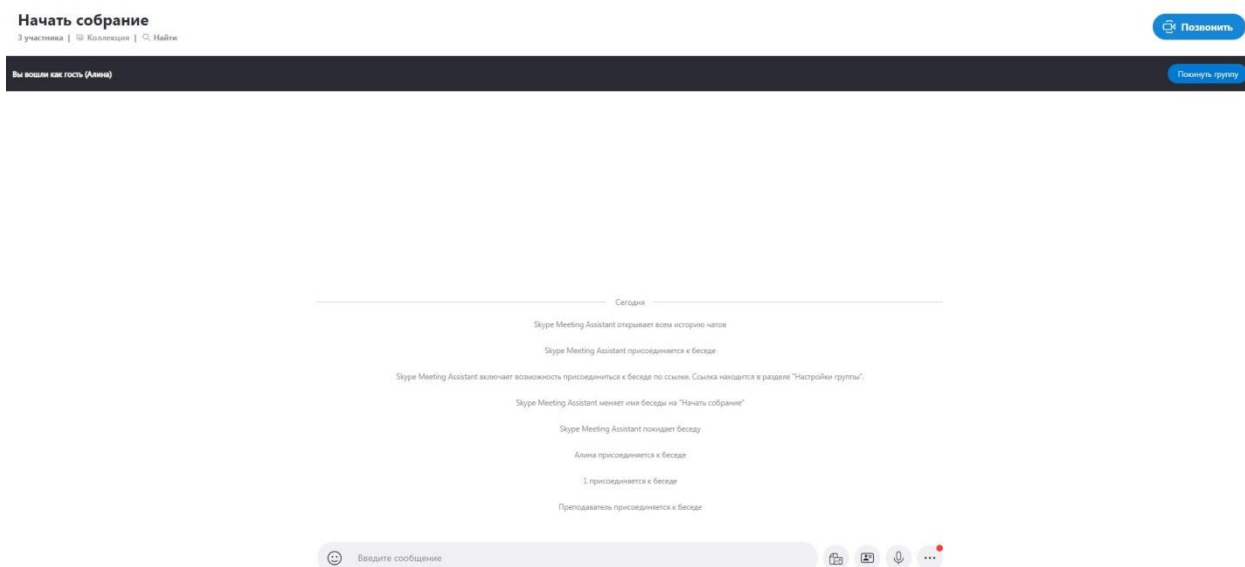 Начать собрание
Позвонить
3 участника | Коллекция | Найти
Вы вошли как гость (Алина)
Покинуть группу
Сегодня
Skype Meeting Assistant открывает всем историю чатов
Skype Meeting Assistant присоединяется к беседе
Skype Meeting Assistant включает возможность присоединиться к беседе по ссылке. Ссылка находится в разделе "Настройки группы".
Skype Meeting Assistant меняет имя беседы на "Начать собрание"
Skype Meeting Assistant покидает беседу
Алина присоединяется к беседе
1 присоединяется к беседе
Преподаватель присоединяется к беседе
Введите сообщение